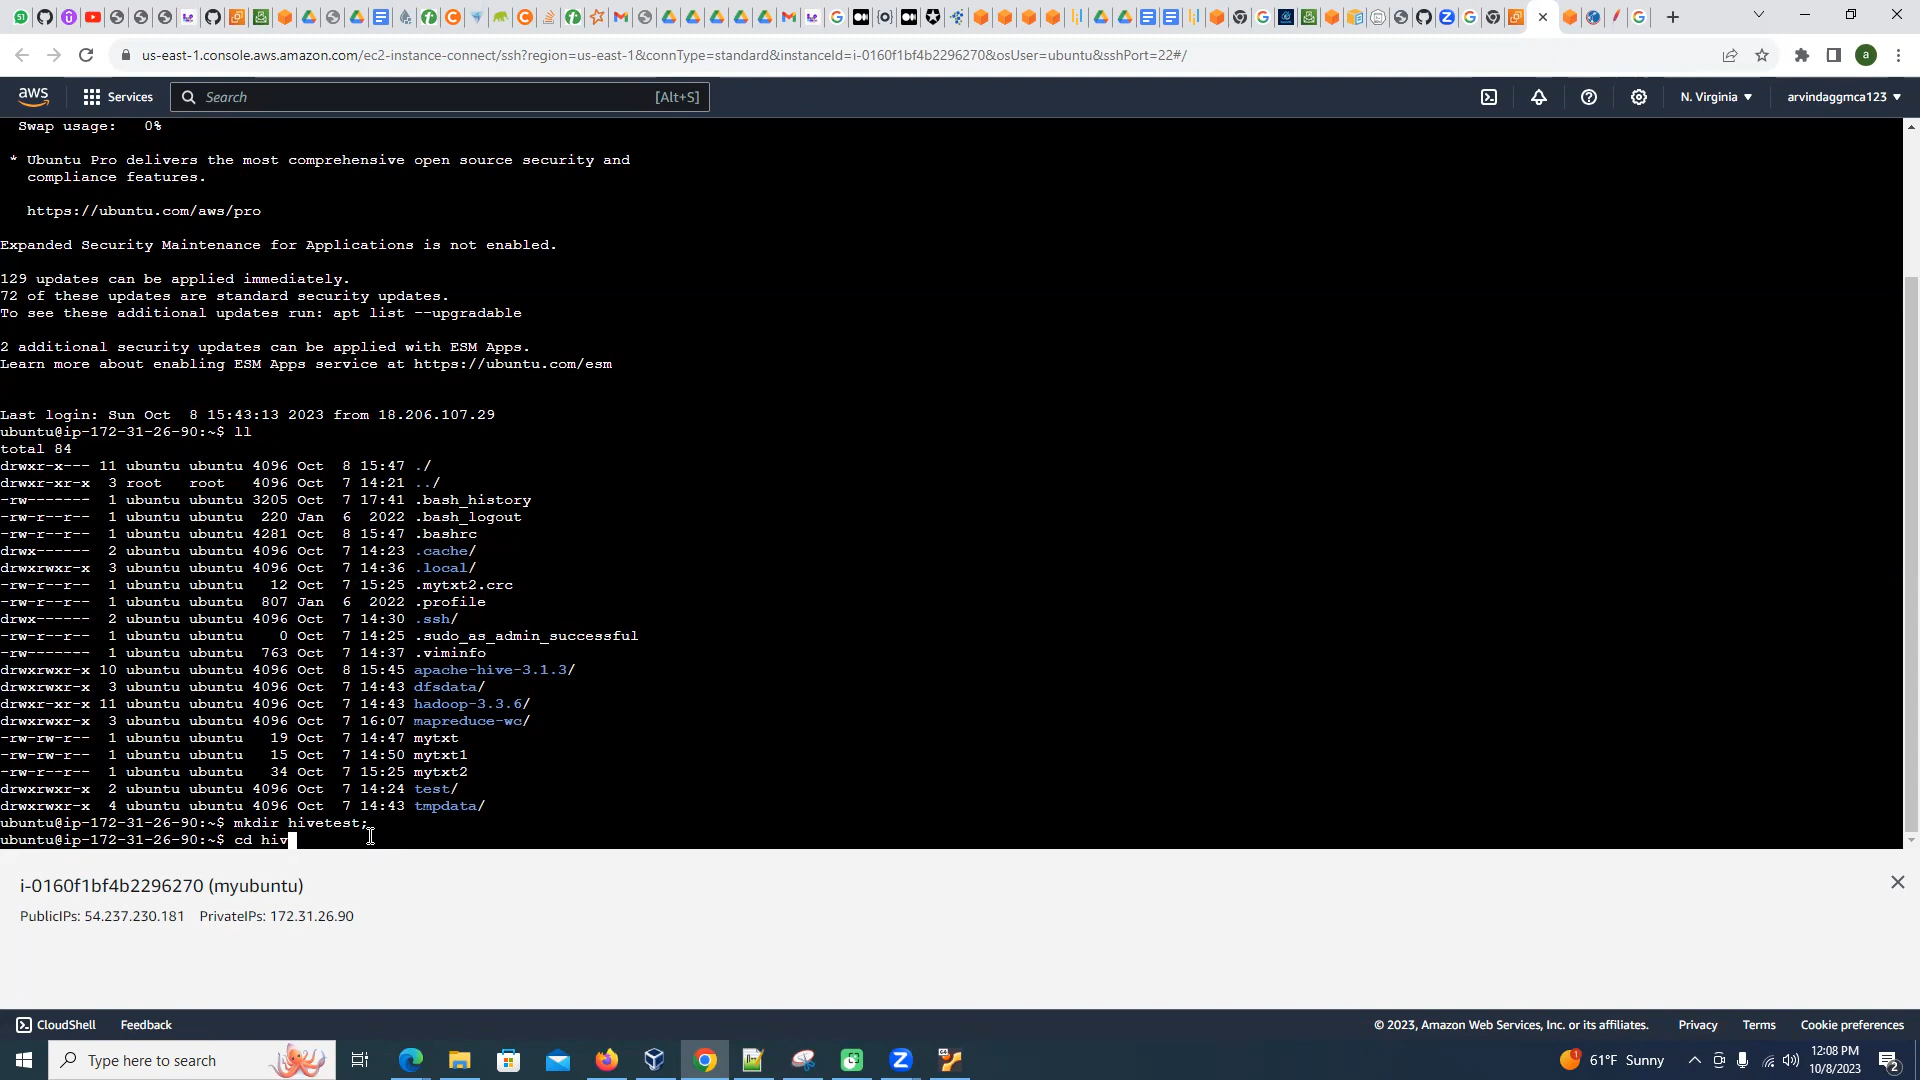 us-east-1.console.aws.amazon.com/ec2-instance-connect/ssh?region=us-east-1&connType=standard&instanceId=i-0160f1bf4b2296270&osUser=ubuntu&sshPort=22#/
aws Services Search [Alt+S] N. Virginia arvindaggmca123
Swap usage: 0%
* Ubuntu Pro delivers the most comprehensive open source security and
compliance features.
https://ubuntu.com/aws/pro
Expanded Security Maintenance for Applications is not enabled.
129 updates can be applied immediately.
72 of these updates are standard security updates.
To see these additional updates run: apt list --upgradable
2 additional security updates can be applied with ESM Apps.
Learn more about enabling ESM Apps service at https://ubuntu.com/esm
Last login: Sun Oct  8 15:43:13 2023 from 18.206.107.29
ubuntu@ip-172-31-26-90:~$ ll
total 84
drwxr-x--- 11 ubuntu ubuntu 4096 Oct  8 15:47 ./
drwxr-xr-x  3 root   root   4096 Oct  7 14:21 ../
-rw-------  1 ubuntu ubuntu 3205 Oct  7 17:41 .bash_history
-rw-r--r--  1 ubuntu ubuntu  220 Jan  6  2022 .bash_logout
-rw-r--r--  1 ubuntu ubuntu 4281 Oct  8 15:47 .bashrc
drwx------  2 ubuntu ubuntu 4096 Oct  7 14:23 .cache/
drwxrwxr-x  3 ubuntu ubuntu 4096 Oct  7 14:36 .local/
-rw-r--r--  1 ubuntu ubuntu   12 Oct  7 15:25 .mytxt2.crc
-rw-r--r--  1 ubuntu ubuntu  807 Jan  6  2022 .profile
drwx------  2 ubuntu ubuntu 4096 Oct  7 14:30 .ssh/
-rw-r--r--  1 ubuntu ubuntu    0 Oct  7 14:25 .sudo_as_admin_successful
-rw-------  1 ubuntu ubuntu  763 Oct  7 14:37 .viminfo
drwxrwxr-x 10 ubuntu ubuntu 4096 Oct  8 15:45 apache-hive-3.1.3/
drwxrwxr-x  3 ubuntu ubuntu 4096 Oct  7 14:43 dfsdata/
drwxr-xr-x 11 ubuntu ubuntu 4096 Oct  7 14:43 hadoop-3.3.6/
drwxrwxr-x  3 ubuntu ubuntu 4096 Oct  7 16:07 mapreduce-wc/
-rw-rw-r--  1 ubuntu ubuntu   19 Oct  7 14:47 mytxt
-rw-rw-r--  1 ubuntu ubuntu   15 Oct  7 14:50 mytxt1
-rw-r--r--  1 ubuntu ubuntu   34 Oct  7 15:25 mytxt2
drwxrwxr-x  2 ubuntu ubuntu 4096 Oct  7 14:24 test/
drwxrwxr-x  4 ubuntu ubuntu 4096 Oct  7 14:43 tmpdata/
ubuntu@ip-172-31-26-90:~$ mkdir hivetest;
ubuntu@ip-172-31-26-90:~$ cd hiv
i-0160f1bf4b2296270 (myubuntu)
PublicIPs: 54.237.230.181 PrivateIPs: 172.31.26.90
CloudShell Feedback © 2023, Amazon Web Services, Inc. or its affiliates. Privacy Terms Cookie preferences
Type here to search 61°F Sunny 12:08 PM
10/8/2023